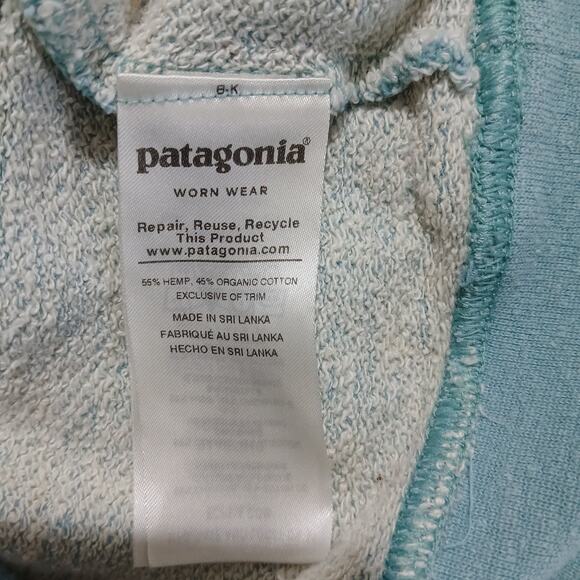 patagonia®
WORN WEAR
Repair, Reuse, Recycle
This Product
www.patagonia.com
55% HEMP, 45% ORGANIC COTTON
EXCLUSIVE OF TRIM
MADE IN SRI LANKA
FABRIQUÉ AU SRI LANKA
HECHO EN SRI LANKA